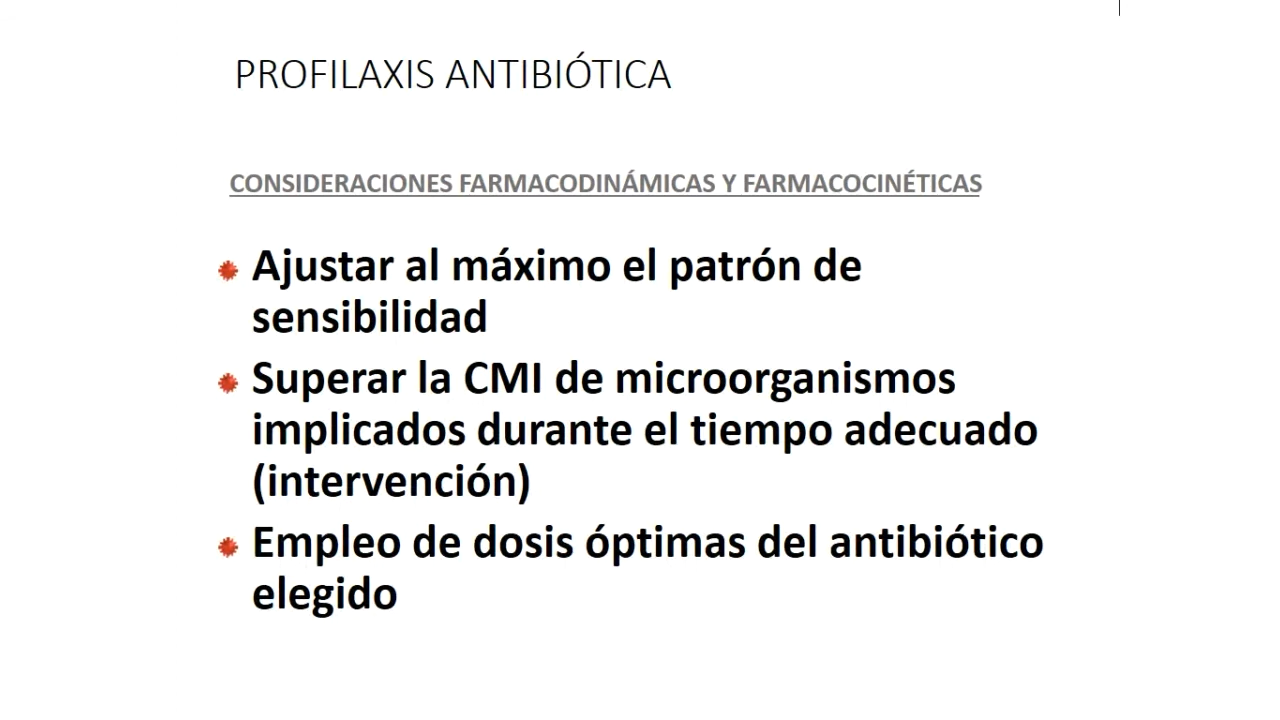 PROFILAXIS ANTIBIÓTICA
CONSIDERACIONES FARMACODINÁMICAS Y FARMACOCINÉTICAS
Ajustar al máximo el patrón de
sensibilidad
Superar la CMI de microorganismos
implicados durante el tiempo adecuado
(intervención)
Empleo de dosis óptimas del antibiótico
elegido